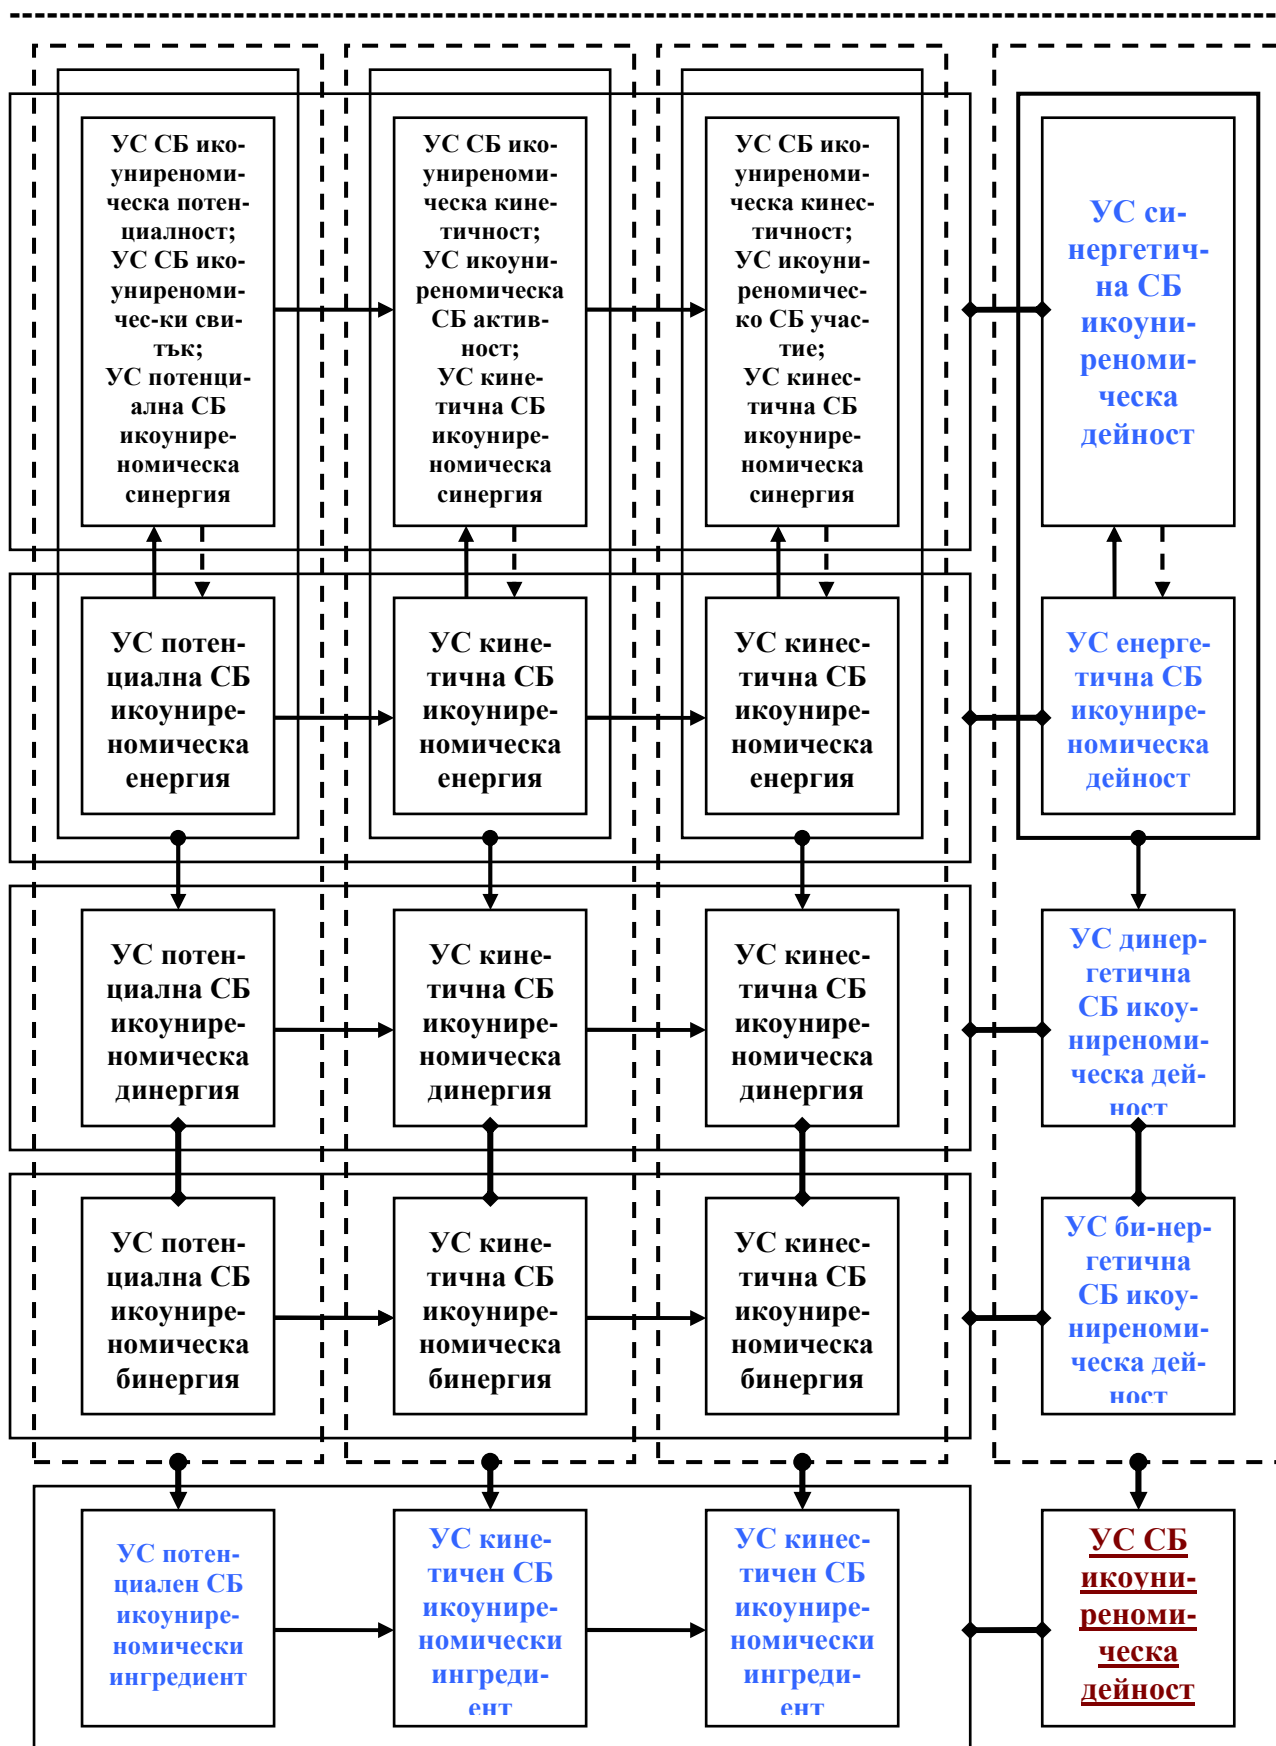 УС СБ ико-
униреноми-
ческа потен-
циалност;
УС СБ ико-
униреноми-
чес-ки сви-
тък;
УС потенци-
ална СБ
икоунире-
номическа
синергия
УС СБ ико-
униреноми-
ческа кине-
тичност;
УС икоуни-
реномическа
СБ актив-
ност;
УС кине-
тична СБ
икоунире-
номическа
синергия
УС СБ ико-
униреноми-
ческа кинес-
тичност;
УС икоуни-
реномичес-
ко СБ учас-
тие;
УС кинес-
тична СБ
икоунире-
номическа
синергия
УС си-
нергетич-
на СБ
икоуни-
реноми-
ческа
дейност
УС потен-
циална СБ
икоунире-
номическа
енергия
УС кине-
тична СБ
икоунире-
номическа
енергия
УС кинес-
тична СБ
икоунире-
номическа
енергия
УС енерге-
тична СБ
икоунире-
номическа
дейност
УС потен-
циална СБ
икоунире-
номическа
динергия
УС кине-
тична СБ
икоунире-
номическа
динергия
УС кинес-
тична СБ
икоунире-
номическа
динергия
УС динер-
гетична
СБ икоу-
ниреноми-
ческа дей-
ност
УС потен-
циална СБ
икоунире-
номическа
бинергия
УС кине-
тична СБ
икоунире-
номическа
бинергия
УС кинес-
тична СБ
икоунире-
номическа
бинергия
УС би-нер-
гетична
СБ икоу-
ниреноми-
ческа дей-
ност
УС потен-
циален СБ
икоунире-
номически
ингредиент
УС кине-
тичен СБ
икоунире-
номически
ингреди-
ент
УС кинес-
тичен СБ
икоунире-
номически
ингреди-
ент
УС СБ
икоуни-
реноми-
ческа
дейност